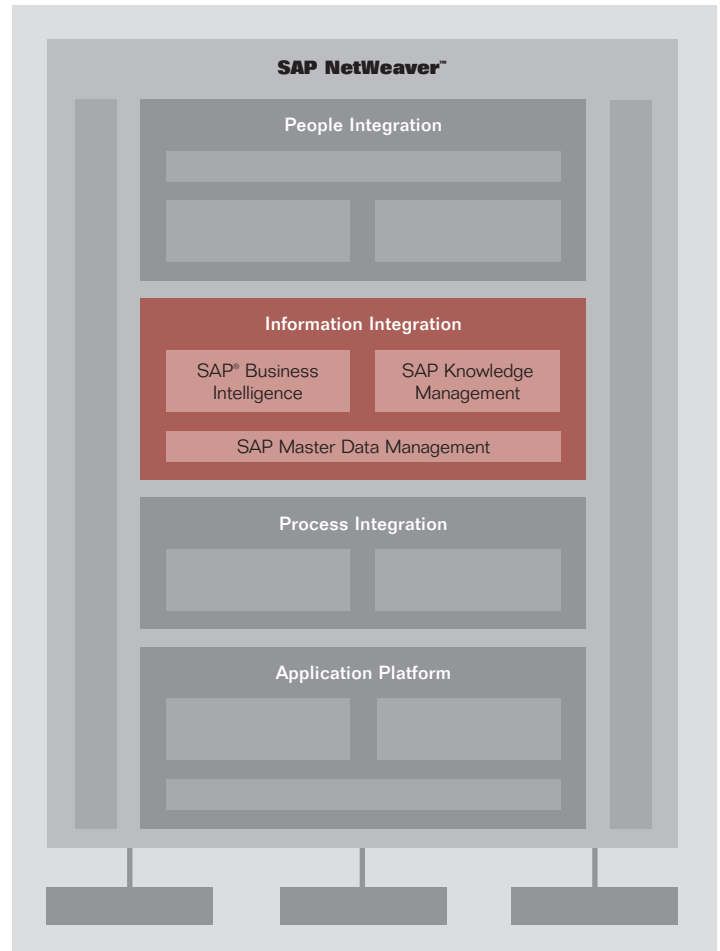 SAP NetWeaver™
People Integration
Information Integration
SAP® Business
Intelligence
SAP Knowledge
Management
SAP Master Data Management
Process Integration
Application Platform